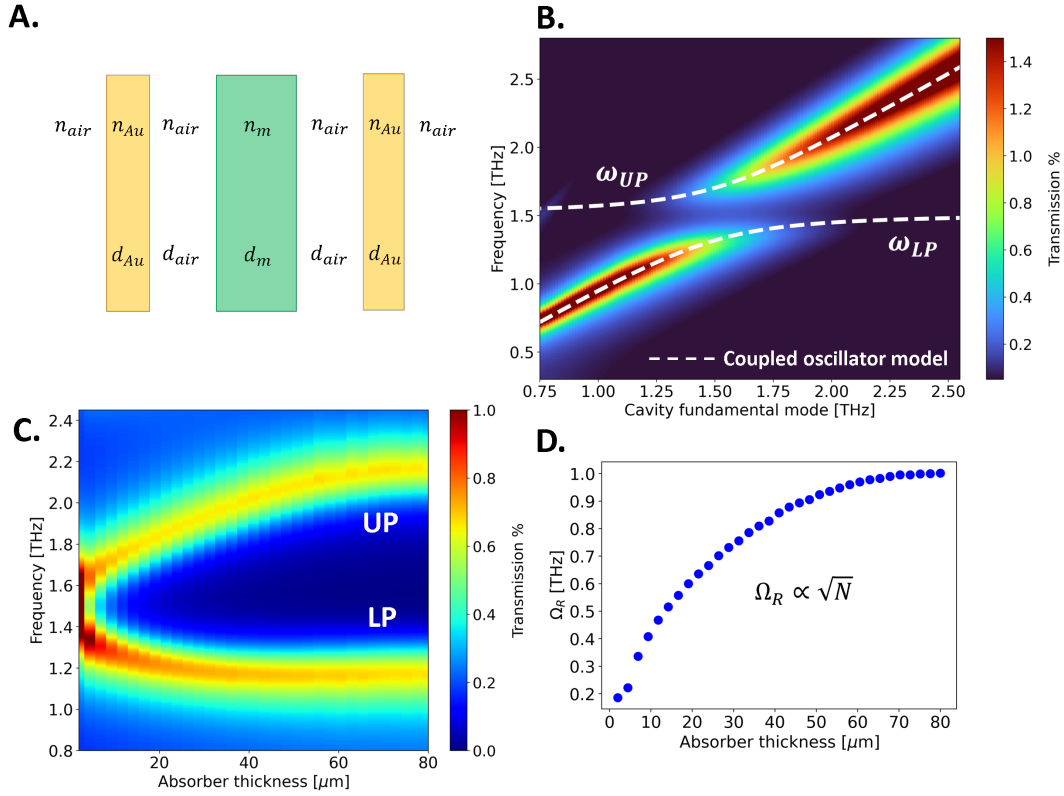 A.
n_air n_Au n_air n_m n_air n_Au n_air
d_Au d_air d_m d_air d_Au
B.
2.5
2.0
1.5
1.0
0.5
Frequency [THz]
ω_UP
ω_LP
Coupled oscillator model
0.75 1.00 1.25 1.50 1.75 2.00 2.25 2.50
Cavity fundamental mode [THz]
1.4
1.2
1.0
0.8
0.6
0.4
0.2
Transmission %
C.
2.4
2.2
2.0
1.8
1.6
1.4
1.2
1.0
0.8
Frequency [THz]
UP
LP
20 40 60 80
Absorber thickness [μm]
1.0
0.8
0.6
0.4
0.2
0.0
Transmission %
D.
1.0
0.9
0.8
0.7
0.6
0.5
0.4
0.3
0.2
Ω_R [THz]
Ω_R ∝ √N
0 10 20 30 40 50 60 70 80
Absorber thickness [μm]